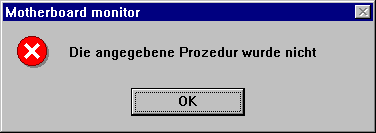 Motherboard monitor
Die angegebene Prozedur wurde nicht
OK